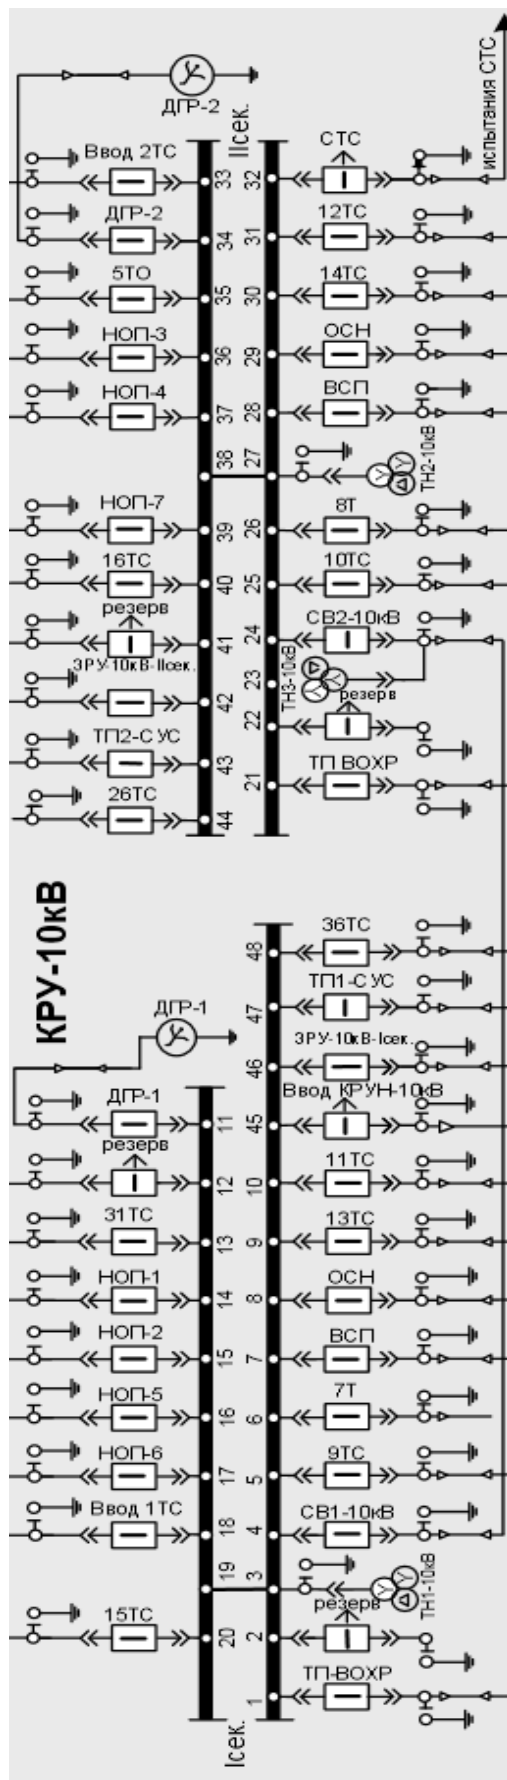 ДГР-2
IIсек.
испытания СТС
Ввод 2ТС
33
32
СТС
ДГР-2
34
31
12ТС
5ТО
35
30
14ТС
НОП-3
36
29
ОСН
НОП-4
37
28
ВСП
38
27
ТН2-10кВ
НОП-7
39
26
8Т
16ТС
40
25
10ТС
резерв
41
24
СВ2-10кВ
ЗРУ-10кВ-IIсек.
42
23
ТН3-10кВ
22
резерв
ТП2-С УС
43
21
ТП ВОХР
26ТС
44
КРУ-10кВ
48
36ТС
ДГР-1
47
ТП1-С УС
46
ЗРУ-10кВ-Iсек.
ДГР-1
11
45
Ввод КРУН-10кВ
резерв
12
10
11ТС
31ТС
13
9
13ТС
НОП-1
14
8
ОСН
НОП-2
15
7
ВСП
НОП-5
16
6
7Т
НОП-6
17
5
9ТС
Ввод 1ТС
18
4
СВ1-10кВ
19
3
ТН1-10кВ
15ТС
20
2
резерв
1
ТП-ВОХР
Iсек.